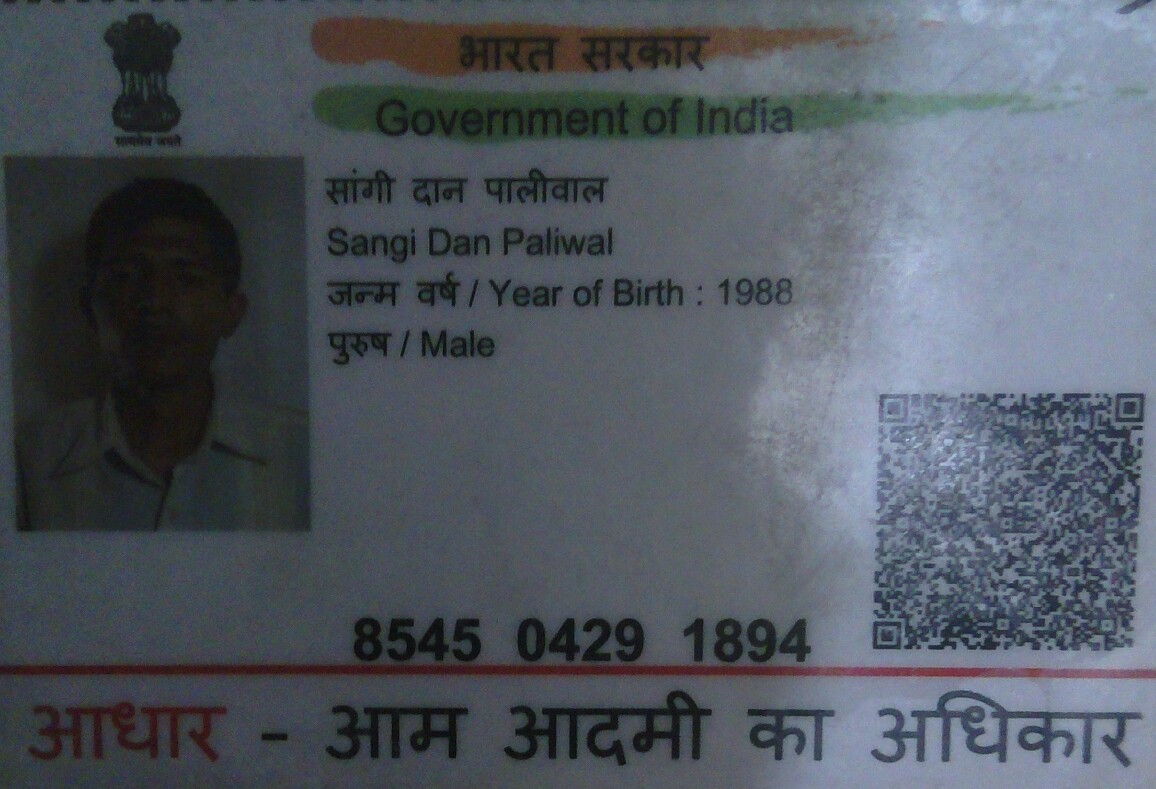 भारत सरकार
Government of India
सत्यमेव जयते
सांगी दान पालीवाल
Sangi Dan Paliwal
जन्म वर्ष / Year of Birth : 1988
पुरुष / Male
8545 0429 1894
आधार - आम आदमी का अधिकार